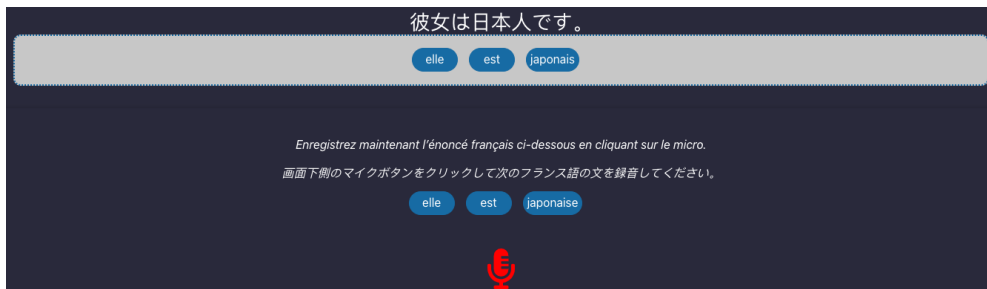 彼女は日本人です。
elle est japonais
Enregistrez maintenant l'énoncé français ci-dessous en cliquant sur le micro.
画面下側のマイクボタンをクリックして次のフランス語の文を録音してください。
elle est japonaise